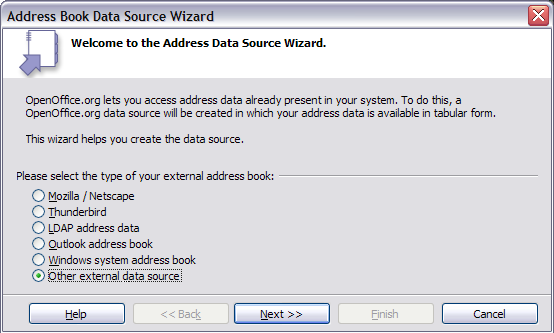 Address Book Data Source Wizard
Welcome to the Address Data Source Wizard.
OpenOffice.org lets you access address data already present in your system. To do this, a
OpenOffice.org data source will be created in which your address data is available in tabular form.
This wizard helps you create the data source.
Please select the type of your external address book:
Mozilla / Netscape
Thunderbird
LDAP address data
Outlook address book
Windows system address book
Other external data source
Help << Back Next >> Finish Cancel